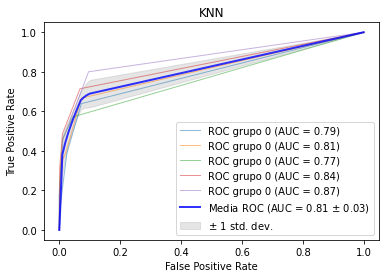 KNN
True Positive Rate
1.0
0.8
0.6
0.4
0.2
0.0
ROC grupo 0 (AUC = 0.79)
ROC grupo 0 (AUC = 0.81)
ROC grupo 0 (AUC = 0.77)
ROC grupo 0 (AUC = 0.84)
ROC grupo 0 (AUC = 0.87)
Media ROC (AUC = 0.81 ± 0.03)
± 1 std. dev.
0.0 0.2 0.4 0.6 0.8 1.0
False Positive Rate